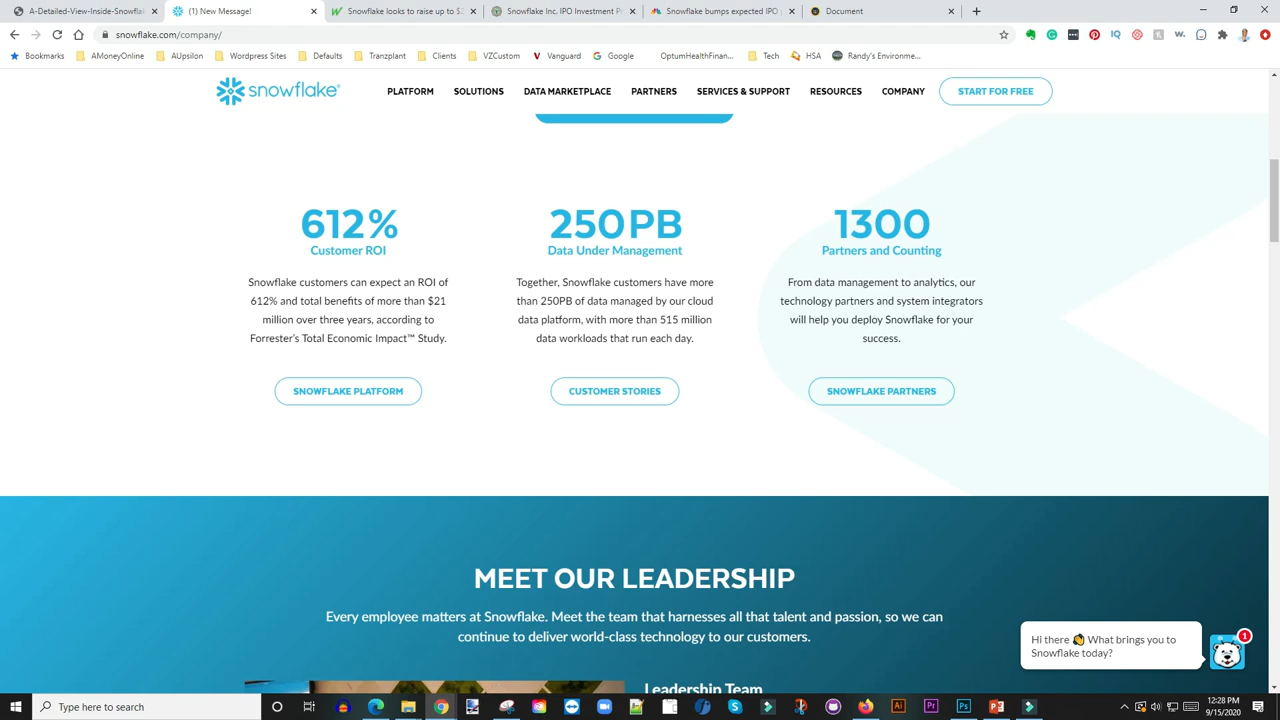 A-Detailed-View-Inside-Snowflak
(1) New Message!
Snowflake looks to raise up to $2
Snowflake Inc. IPO Investment P
Snowflake bumps expected IPO
Document
snowflake.com/company/
Bookmarks
AMoneyOnline
AUpsilon
Wordpress Sites
Defaults
Tranzplant
Clients
VZCustom
Vanguard
Google
OptumHealthFinan...
Tech
HSA
Randy's Environme...
snowflake®
PLATFORM
SOLUTIONS
DATA MARKETPLACE
PARTNERS
SERVICES & SUPPORT
RESOURCES
COMPANY
START FOR FREE
612%
Customer ROI
Snowflake customers can expect an ROI of
612% and total benefits of more than $21
million over three years, according to
Forrester's Total Economic Impact™ Study.
SNOWFLAKE PLATFORM
250PB
Data Under Management
Together, Snowflake customers have more
than 250PB of data managed by our cloud
data platform, with more than 515 million
data workloads that run each day.
CUSTOMER STORIES
1300
Partners and Counting
From data management to analytics, our
technology partners and system integrators
will help you deploy Snowflake for your
success.
SNOWFLAKE PARTNERS
MEET OUR LEADERSHIP
Every employee matters at Snowflake. Meet the team that harnesses all that talent and passion, so we can
continue to deliver world-class technology to our customers.
Leadership Team
Hi there 👋 What brings you to
Snowflake today?
1
Type here to search
12:28 PM
9/15/2020